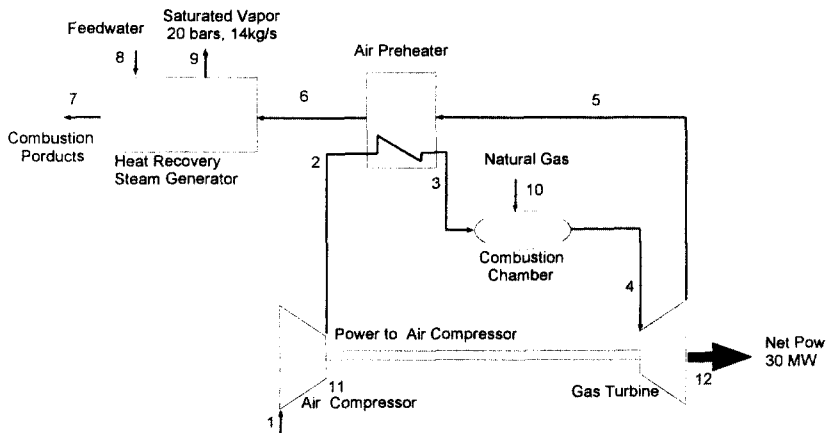 Saturated Vapor
20 bars, 14kg/s
Feedwater
8
9
Air Preheater
7
6
5
Combustion
Porducts
Heat Recovery
Steam Generator
2
3
Natural Gas
10
Combustion
Chamber
4
Power to Air Compressor
Net Pow
30 MW
11
Air Compressor
Gas Turbine
12
1